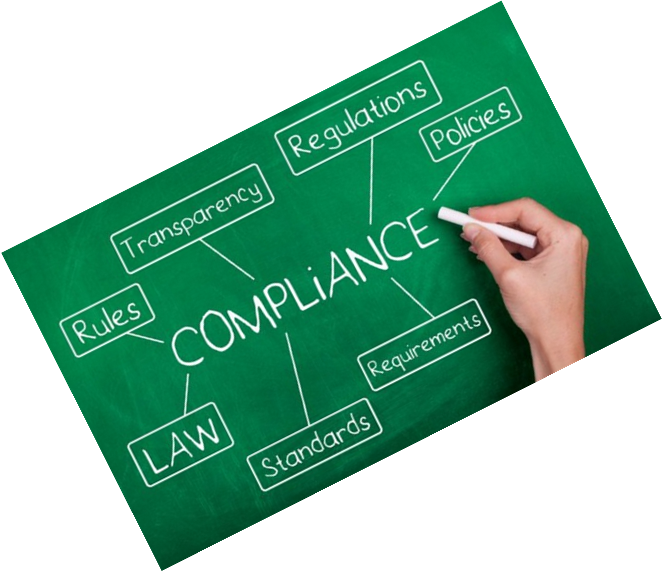 Regulations
Policies
Transparency
Rules
COMPLiANCE
Requirements
LAW
Standards